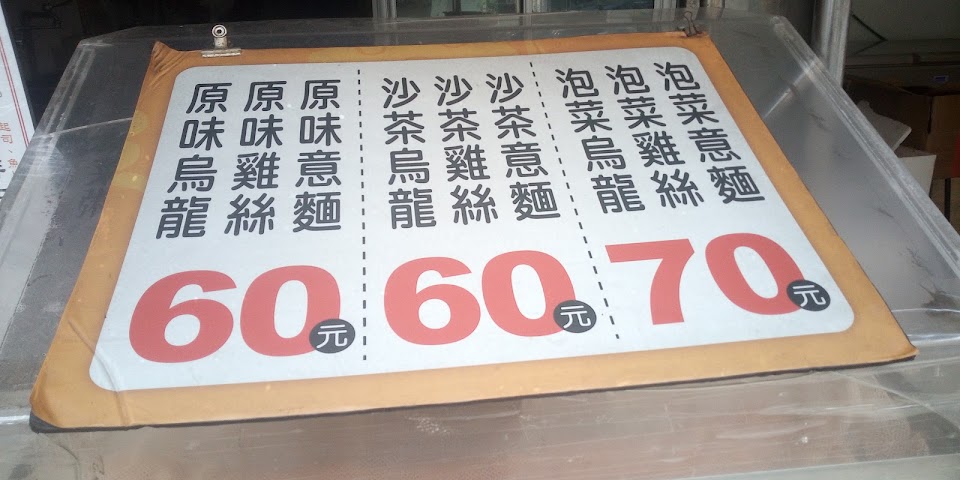 原味意麵
原味雞絲
原味烏龍
60元
沙茶意麵
沙茶雞絲
沙茶烏龍
60元
泡菜意麵
泡菜雞絲
泡菜烏龍
70元